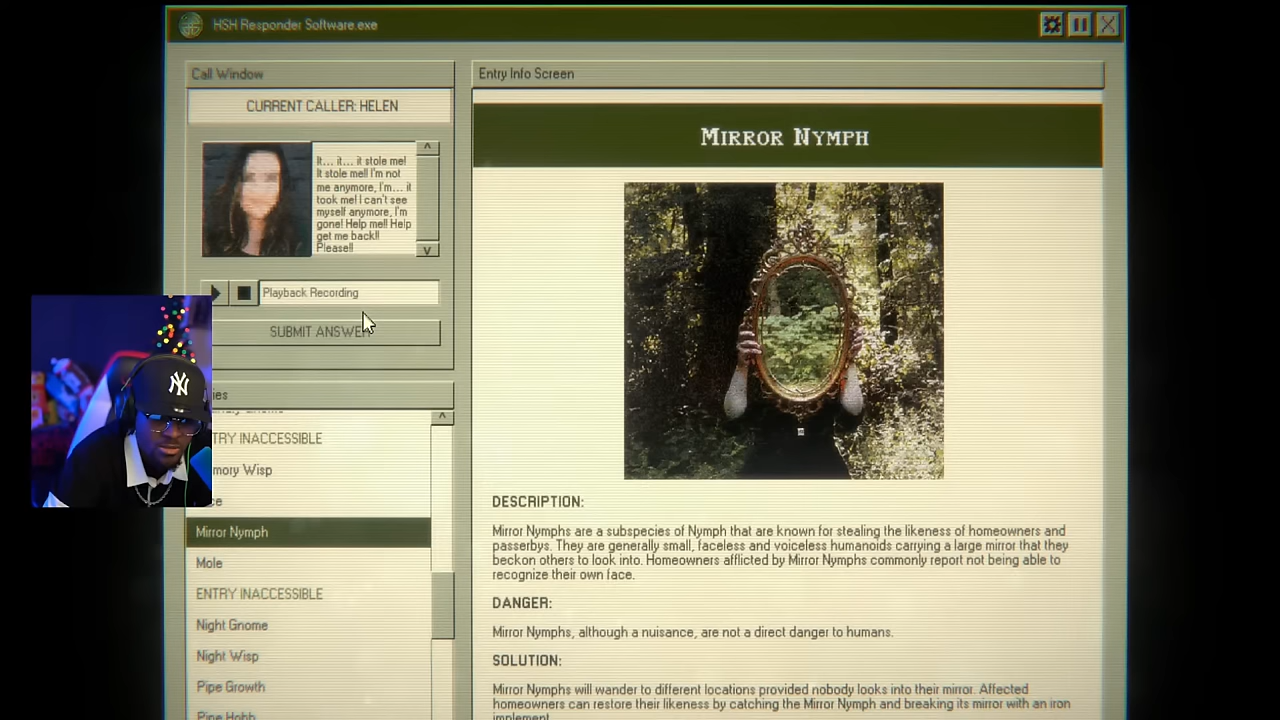 HSH Responder Software.exe
Call Window
CURRENT CALLER: HELEN
It... it... it stole me!
It stole me!! I'm not
me anymore, I'm... it
took me! I can't see
myself anymore, I'm
gone! Help me!! Help
get me back!!
Please!!
Playback Recording
SUBMIT ANSWER
ENTRY INACCESSIBLE
Memory Wisp
Mirror Nymph
Mole
ENTRY INACCESSIBLE
Night Gnome
Night Wisp
Pipe Growth
Pipe Hobb
Entry Info Screen
MIRROR NYMPH
DESCRIPTION:
Mirror Nymphs are a subspecies of Nymph that are known for stealing the likeness of homeowners and
passerbys. They are generally small, faceless and voiceless humanoids carrying a large mirror that they
beckon others to look into. Homeowners afflicted by Mirror Nymphs commonly report not being able to
recognize their own face.
DANGER:
Mirror Nymphs, although a nuisance, are not a direct danger to humans.
SOLUTION:
Mirror Nymphs will wander to different locations provided nobody looks into their mirror. Affected
homeowners can restore their likeness by catching the Mirror Nymph and breaking its mirror with an iron
implement.